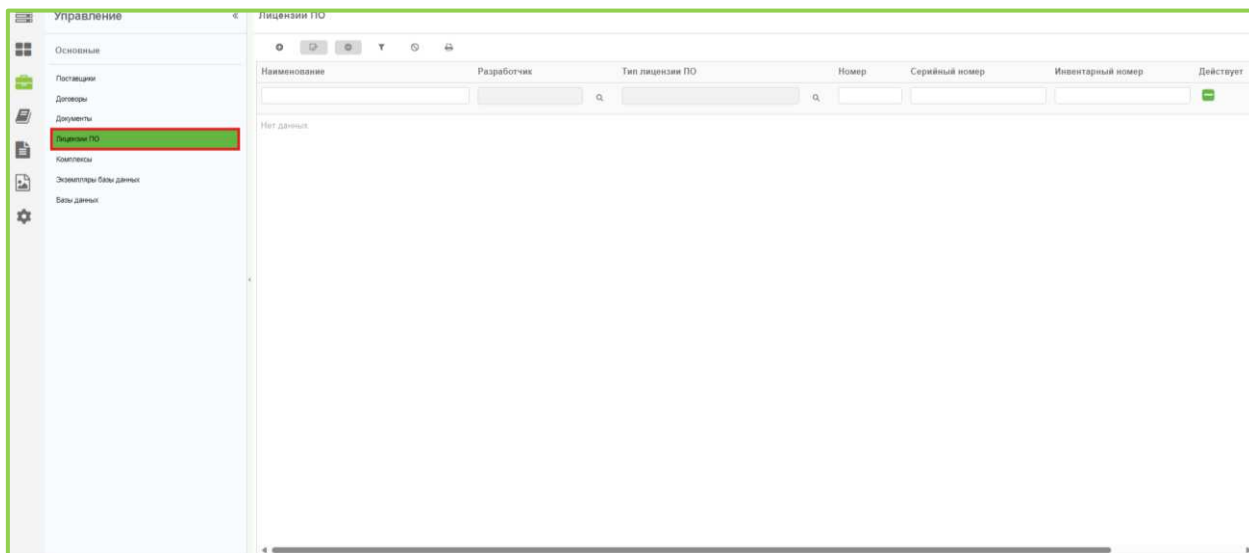 Управление « Лицензии ПО
Основные
Наименование Разработчик Тип лицензии ПО Номер Серийный номер Инвентарный номер Действует
Поставщики
Договоры
Документы
Нет данных
Лицензии ПО
Комплексы
Экземпляры базы данных
Базы данных